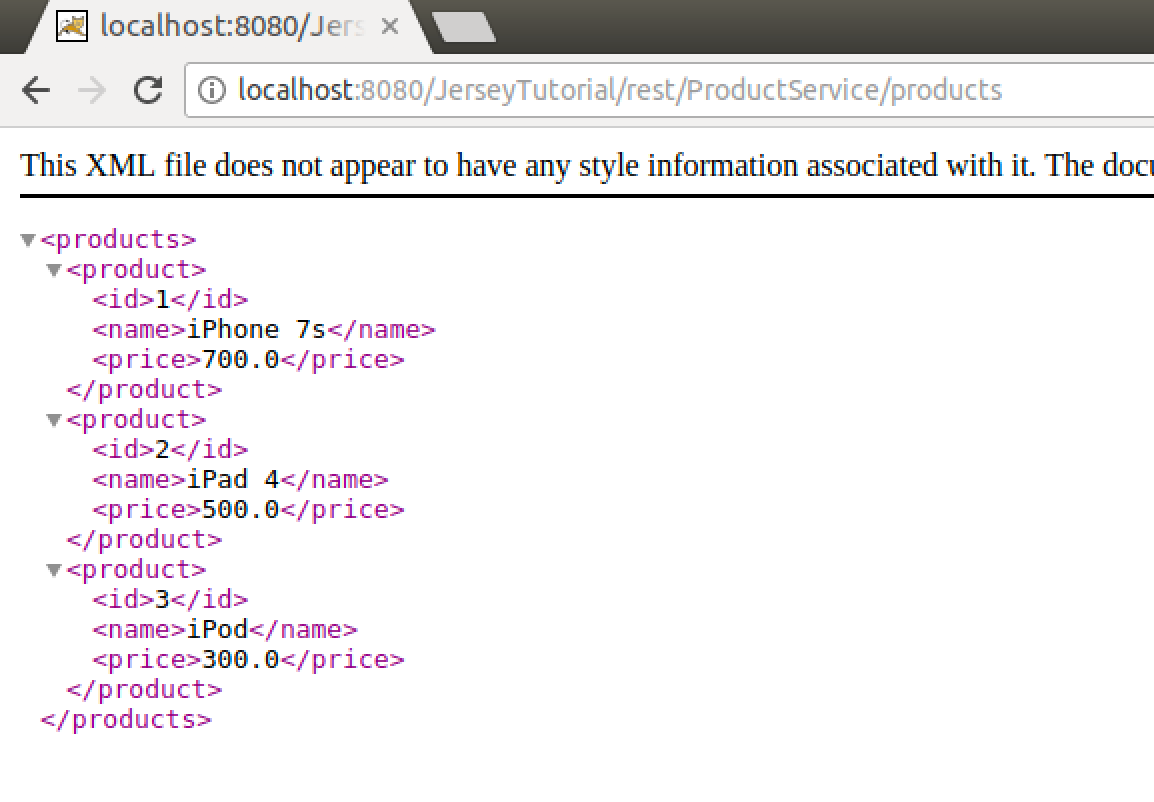 localhost:8080/Jers
localhost:8080/JerseyTutorial/rest/ProductService/products
This XML file does not appear to have any style information associated with it. The docu
<products>
<product>
<id>1</id>
<name>iPhone 7s</name>
<price>700.0</price>
</product>
<product>
<id>2</id>
<name>iPad 4</name>
<price>500.0</price>
</product>
<product>
<id>3</id>
<name>iPod</name>
<price>300.0</price>
</product>
</products>